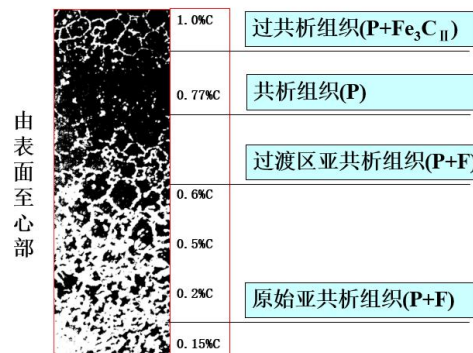 1.0%C
过共析组织(P+Fe₃C Ⅱ)
0.77%C
共析组织(P)
由表面至心部
过渡区亚共析组织(P+F)
0.6%C
0.5%C
0.2%C
原始亚共析组织(P+F)
0.15%C